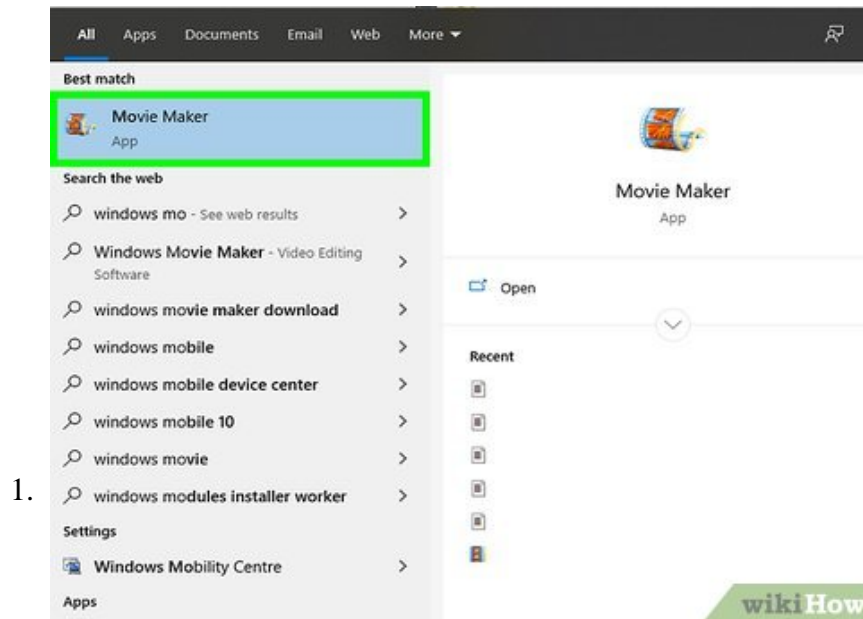 All Apps Documents Email Web More
Best match
Movie Maker
App
Search the web
windows mo - See web results
Windows Movie Maker - Video Editing
Software
windows movie maker download
windows mobile
windows mobile device center
windows mobile 10
windows movie
1. windows modules installer worker
Settings
Windows Mobility Centre
Apps
Movie Maker
App
Open
Recent
wikiHow